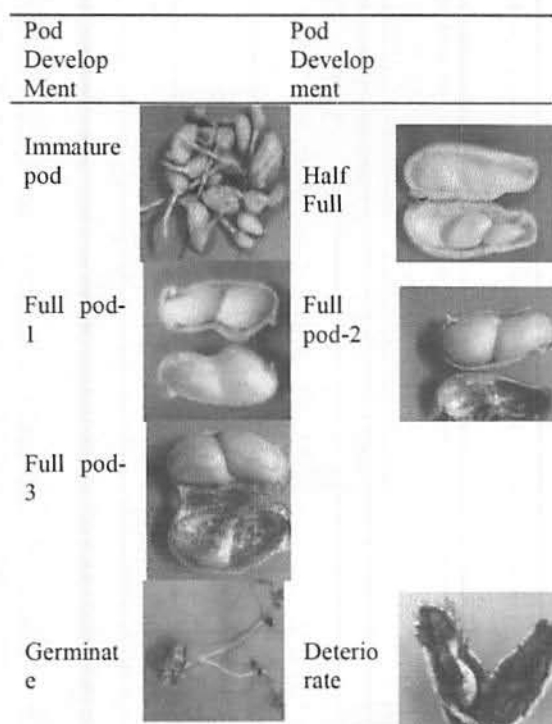 Pod
Develop
Ment
Pod
Develop
ment
Immature
pod
Half
Full
Full pod-
1
Full
pod-2
Full pod-
3
Germinat
e
Deterio
rate